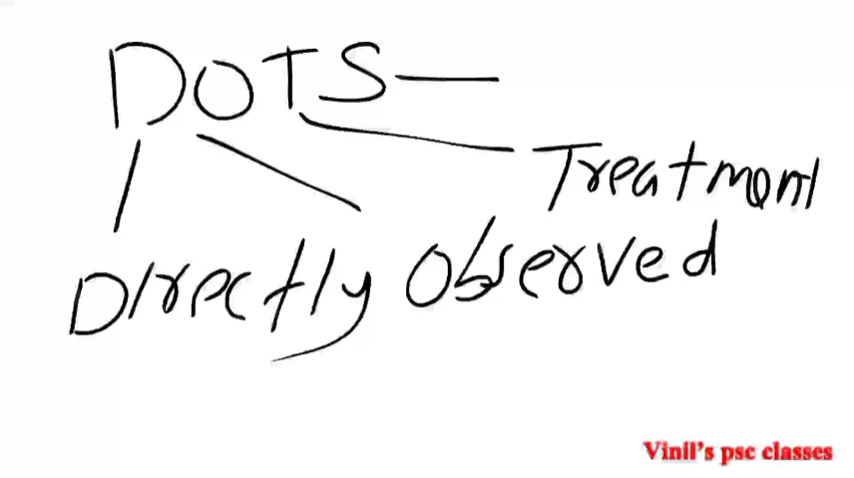 DOTS —
Treatment
Directly Observed
Vinil's psc classes